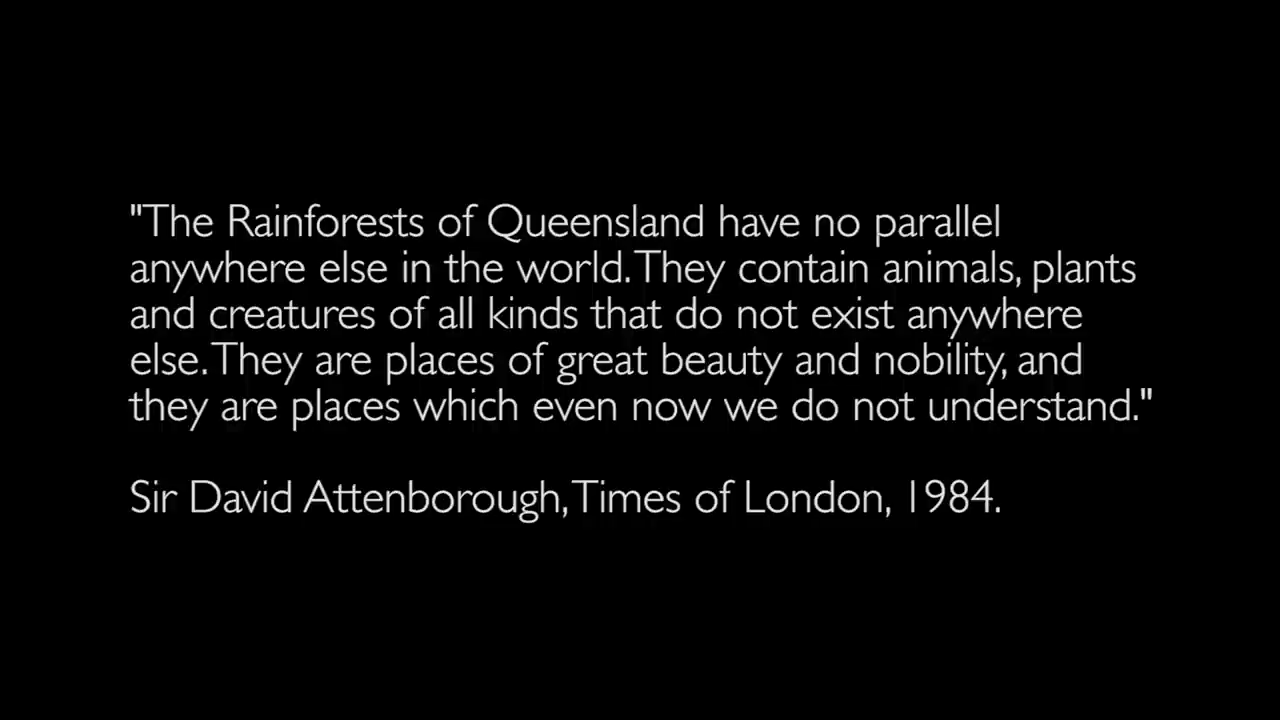 "The Rainforests of Queensland have no parallel
anywhere else in the world. They contain animals, plants
and creatures of all kinds that do not exist anywhere
else. They are places of great beauty and nobility, and
they are places which even now we do not understand."
Sir David Attenborough, Times of London, 1984.